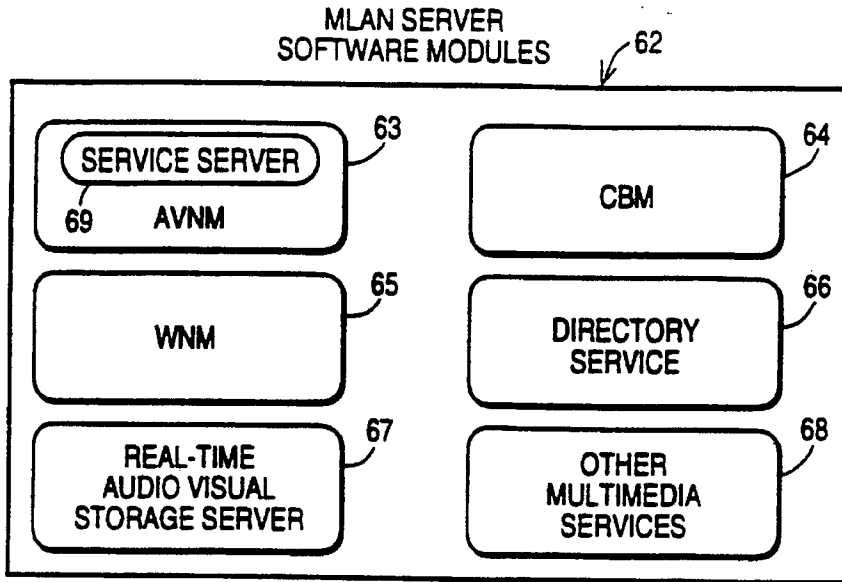 MLAN SERVER
SOFTWARE MODULES
62
SERVICE SERVER
69
AVNM
63
CBM
64
WNM
65
DIRECTORY
SERVICE
66
REAL-TIME
AUDIO VISUAL
STORAGE SERVER
67
OTHER
MULTIMEDIA
SERVICES
68